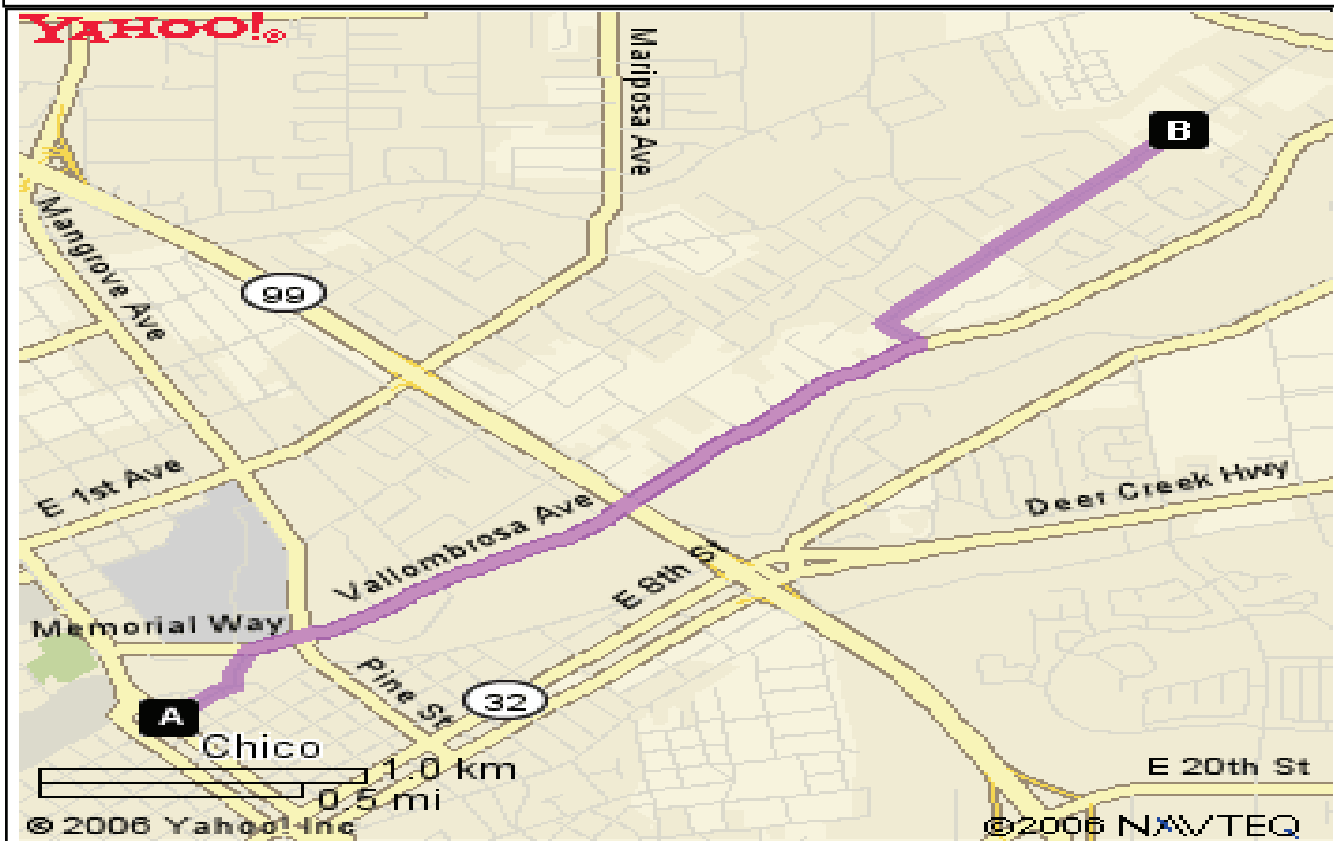 YAHOO!®
Mariposa Ave
B
Mangrove Ave
99
E 1st Ave
Vallombrosa Ave
Deer Creek Hwy
E 8th St
Memorial Way
Pine St
32
A
Chico
1.0 km
0.5 mi
E 20th St
© 2006 Yahoo! Inc
©2006 NAVTEQ